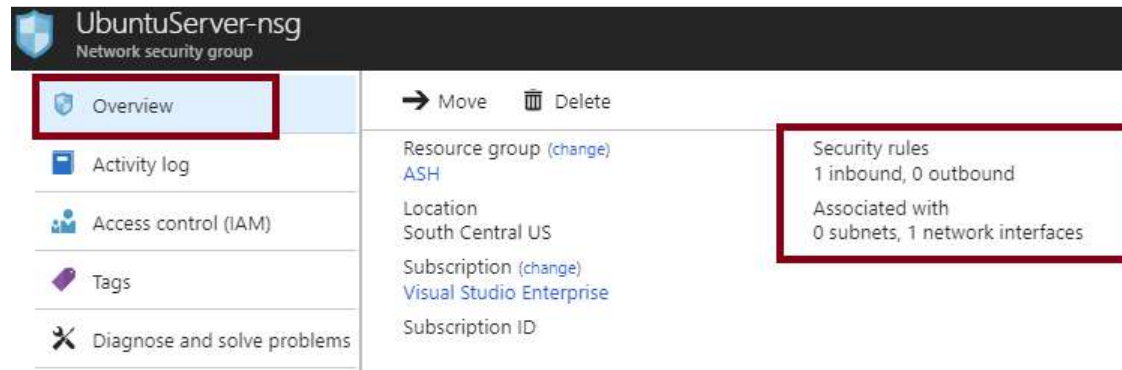 UbuntuServer-nsg
Network security group
Overview
Activity log
Access control (IAM)
Tags
Diagnose and solve problems
Move Delete
Resource group (change)
ASH
Location
South Central US
Subscription (change)
Visual Studio Enterprise
Subscription ID
Security rules
1 inbound, 0 outbound
Associated with
0 subnets, 1 network interfaces